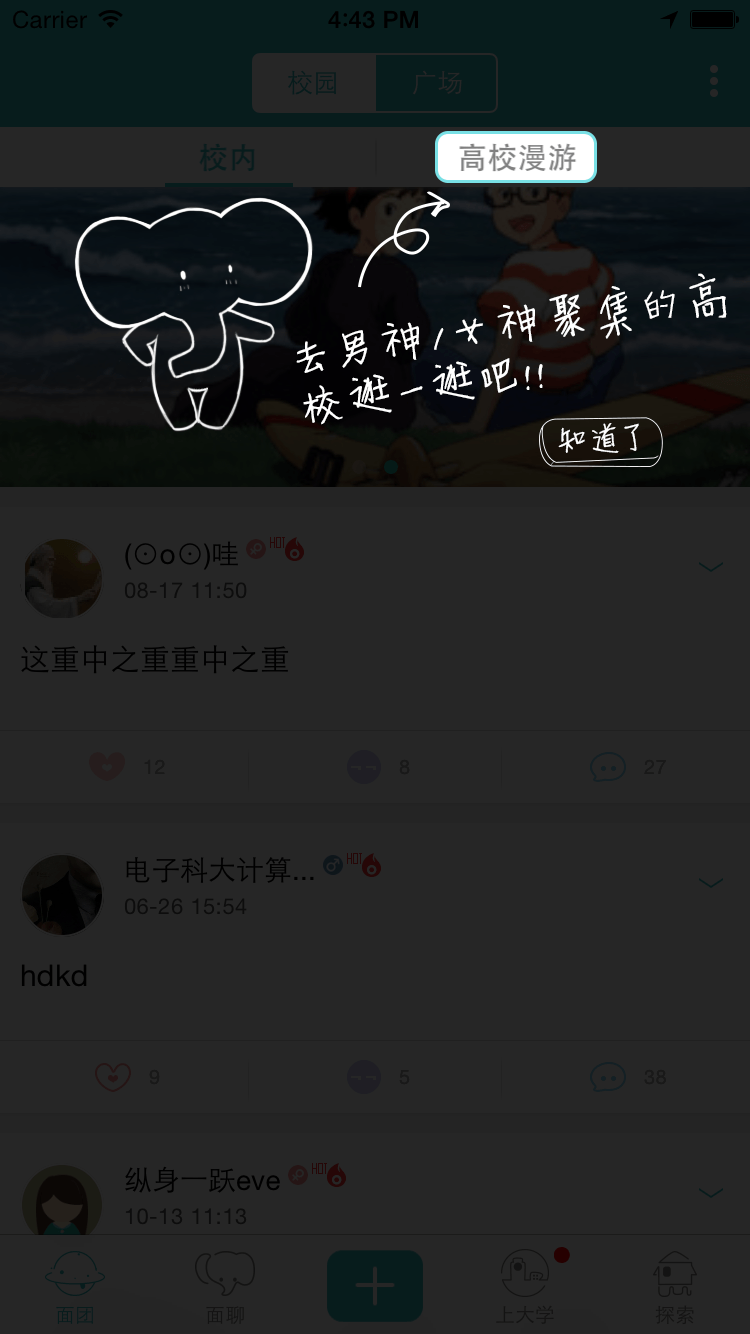 Carrier 4:43 PM
校园 广场
校内 高校漫游
去男神/女神聚集的高
校逛一逛吧!!
知道了
(⊙o⊙)哇 HOT
08-17 11:50
这重中之重重中之重
12 8 27
电子科大计算... HOT
06-26 15:54
hdkd
9 5 38
纵身一跃eve HOT
10-13 11:13
面团 面聊 上大学 探索